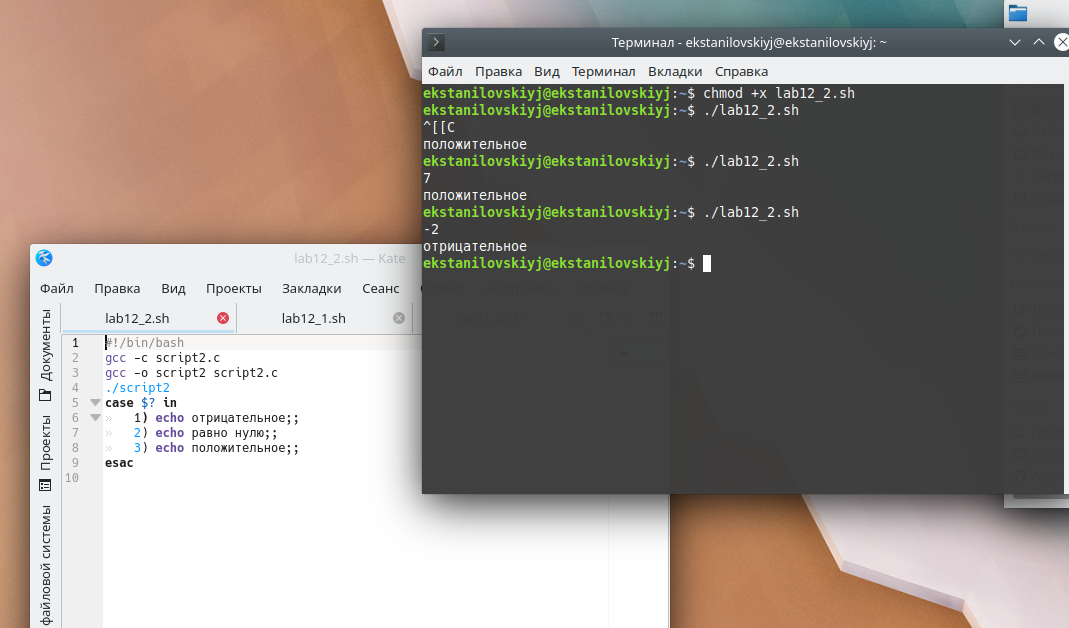 Терминал - ekstanilovskiyj@ekstanilovskiyj: ~
Файл Правка Вид Терминал Вкладки Справка
ekstanilovskiyj@ekstanilovskiyj:~$ chmod +x lab12_2.sh
ekstanilovskiyj@ekstanilovskiyj:~$ ./lab12_2.sh
^[[C
положительное
ekstanilovskiyj@ekstanilovskiyj:~$ ./lab12_2.sh
7
положительное
ekstanilovskiyj@ekstanilovskiyj:~$ ./lab12_2.sh
-2
отрицательное
ekstanilovskiyj@ekstanilovskiyj:~$
lab12_2.sh — Kate
Файл Правка Вид Проекты Закладки Сеанс
lab12_2.sh lab12_1.sh
Документы
Проекты
файловой системы
1 #!/bin/bash
2 gcc -c script2.c
3 gcc -o script2 script2.c
4 ./script2
5 case $? in
6 » 1) echo отрицательное;;
7 » 2) echo равно нулю;;
8 » 3) echo положительное;;
9 esac
10